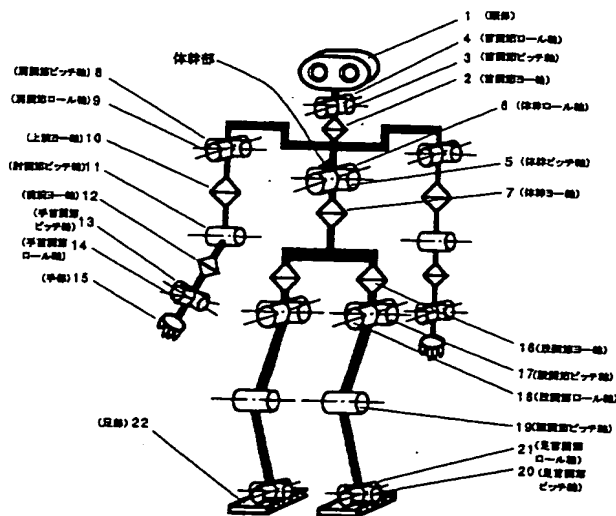 1 (頭部)
4 (首関節ロール軸)
3 (首関節ピッチ軸)
2 (首関節ヨー軸)
体幹部
(肩関節ピッチ軸) 8
(肩関節ロール軸) 9
(上腕ヨー軸) 10
(肘関節ピッチ軸) 11
(前腕ヨー軸) 12
(手首関節
ピッチ軸) 13
(手首関節
ロール軸) 14
(手部) 15
6 (体幹ロール軸)
5 (体幹ピッチ軸)
7 (体幹ヨー軸)
16 (股関節ヨー軸)
17 (股関節ピッチ軸)
18 (股関節ロール軸)
19 (膝関節ピッチ軸)
21 (足首関節
ロール軸)
20 (足首関節
ピッチ軸)
(足部) 22